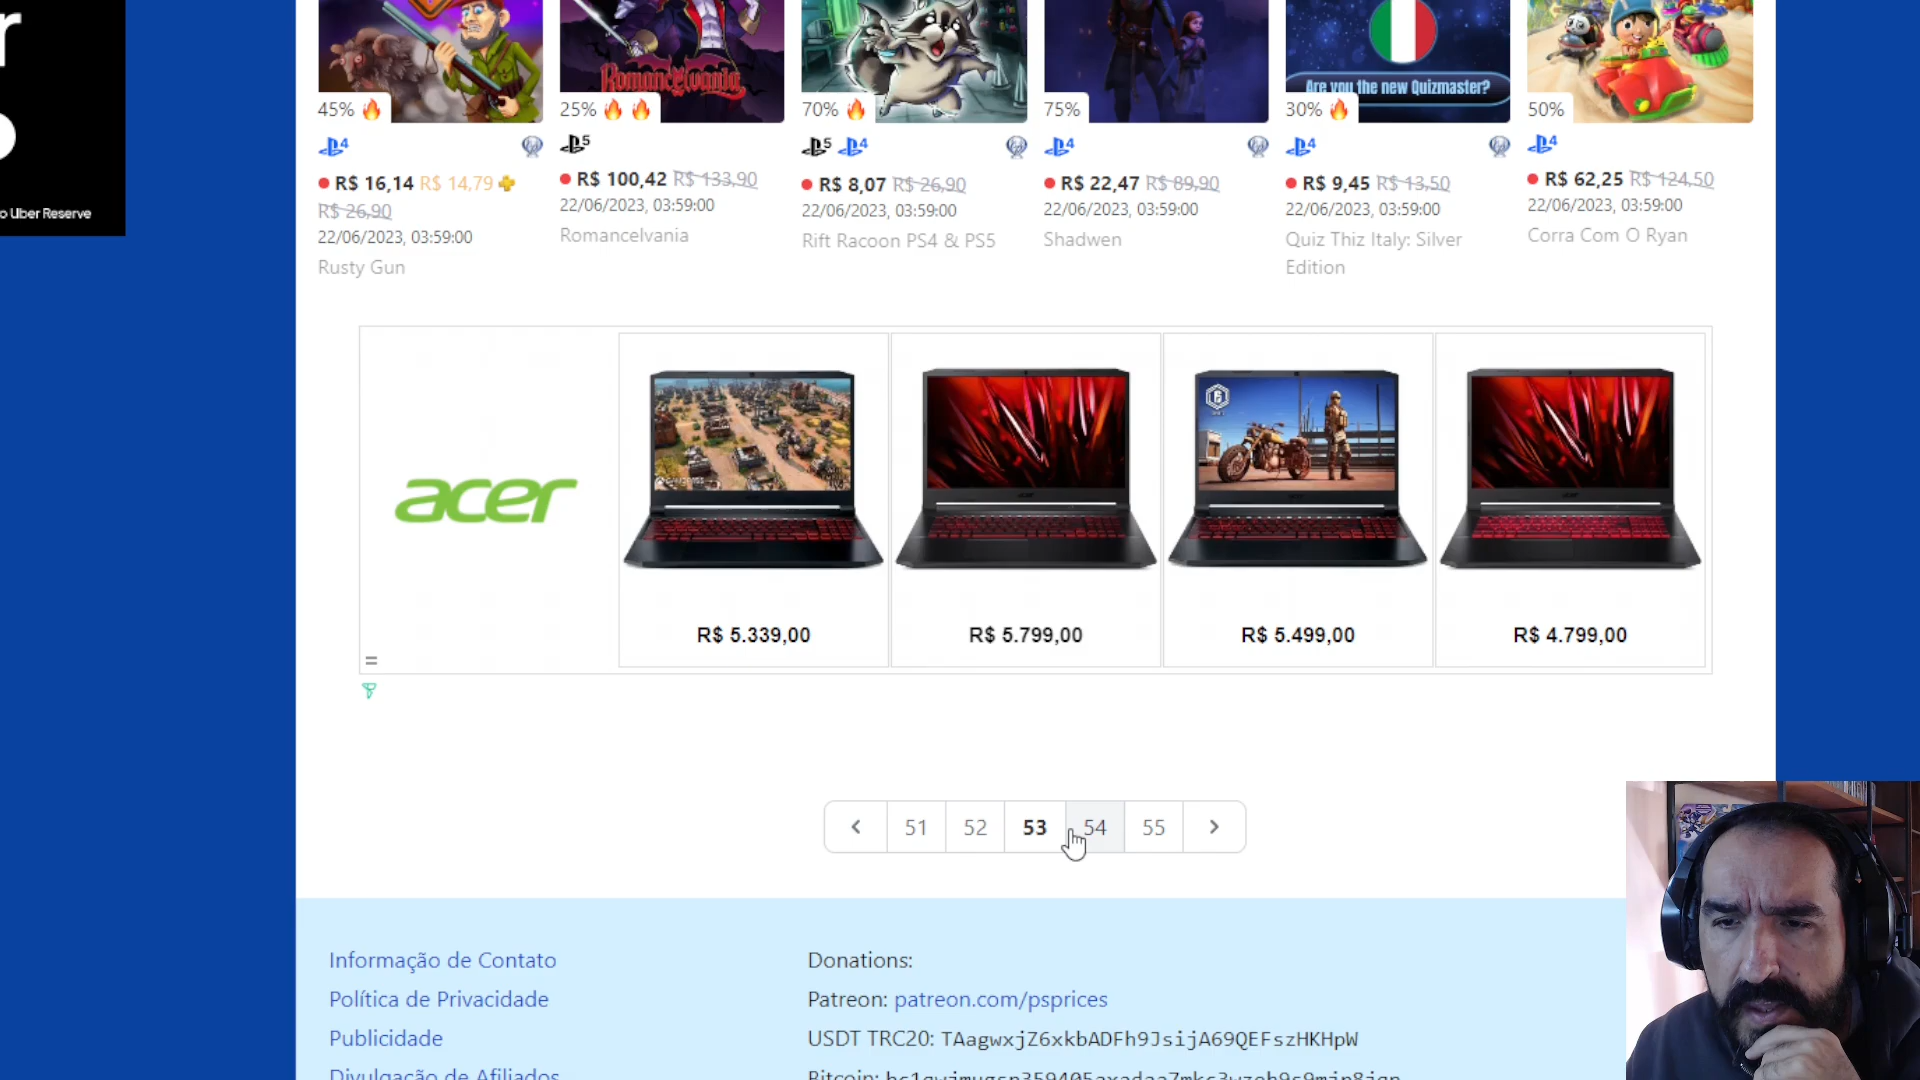 r
o Uber Reserve
Romancelvania
Are you the new Quizmaster?
45%
25%
70%
75%
30%
50%
R$ 16,14 R$ 14,79
R$ 26,90
22/06/2023, 03:59:00
Rusty Gun
R$ 100,42 R$ 133,90
22/06/2023, 03:59:00
Romancelvania
R$ 8,07 R$ 26,90
22/06/2023, 03:59:00
Rift Racoon PS4 & PS5
R$ 22,47 R$ 89,90
22/06/2023, 03:59:00
Shadwen
R$ 9,45 R$ 13,50
22/06/2023, 03:59:00
Quiz Thiz Italy: Silver
Edition
R$ 62,25 R$ 124,50
22/06/2023, 03:59:00
Corra Com O Ryan
acer
R$ 5.339,00
R$ 5.799,00
R$ 5.499,00
R$ 4.799,00
51 52 53 54 55
Informação de Contato
Política de Privacidade
Publicidade
Divulgação de Afiliados
Donations:
Patreon: patreon.com/psprices
USDT TRC20: TAagwxjZ6xkbADFh9JsijA69QEFszHKHpW
Bitcoin: